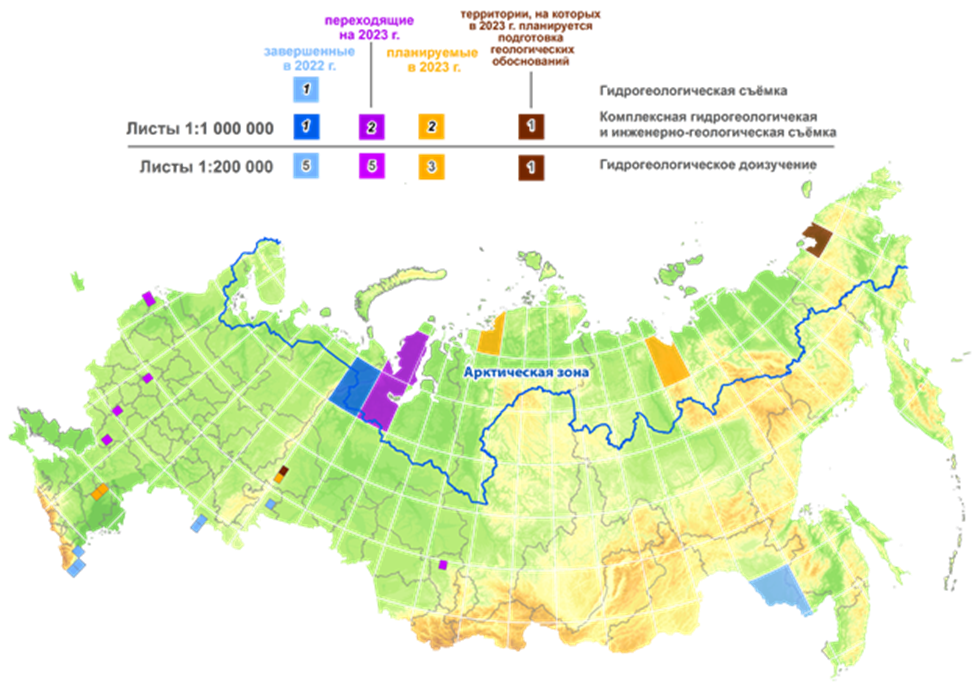 переходящие
на 2023 г.
территории, на которых
в 2023 г. планируется
подготовка
геологических
обоснований
завершенные
в 2022 г.
планируемые
в 2023 г.
1
Гидрогеологическая съёмка
Листы 1:1 000 000
1
2
2
1
Комплексная гидрогеологичекая
и инженерно-геологическая съёмка
Листы 1:200 000
5
5
3
1
Гидрогеологическое доизучение
Арктическая зона